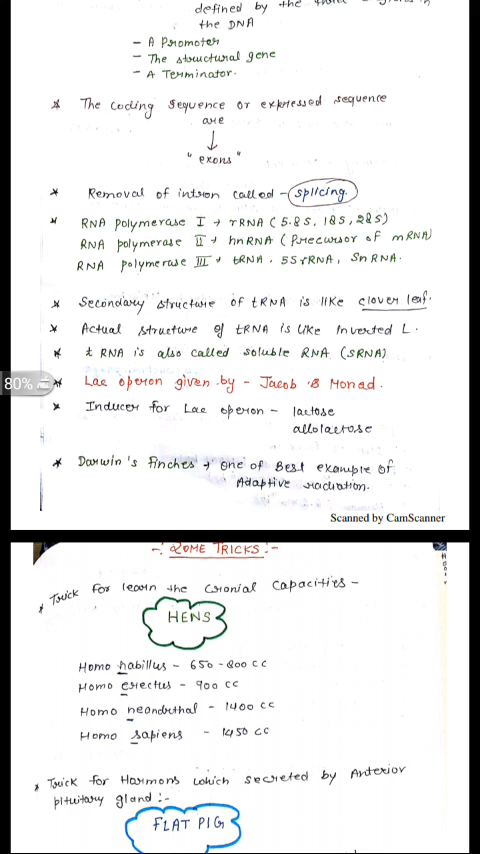 defined by the
the DNA
- A Promoter
- The structural gene
- A Terminator.
* The coding sequence or expressed sequence
are
↓
"exons"
* Removal of intron called - splicing.
* RNA polymerase I → rRNA (5.8S, 18S, 28S)
RNA polymerase II → hnRNA (Precursor of mRNA)
RNA polymerase III → tRNA, 5SrRNA, SnRNA.
* Secondary structure of tRNA is like clover leaf.
* Actual structure of tRNA is like Inverted L.
* tRNA is also called soluble RNA (sRNA)
80%
* Lac operon given by - Jacob & Monad.
* Inducer for Lac operon - lactose
allolactose
* Darwin's finches → one of Best example of
Adaptive radiation.
Scanned by CamScanner
-: SOME TRICKS :-
* Trick for learn the Cranial Capacities -
HENS
Homo habillus - 650-800 cc
Homo erectus - 900 cc
Homo neandrthal - 1400 cc
Homo sapiens - 1450 cc
* Trick for Harmons which secreted by Anterior
pituitary gland :-
FLAT PIG